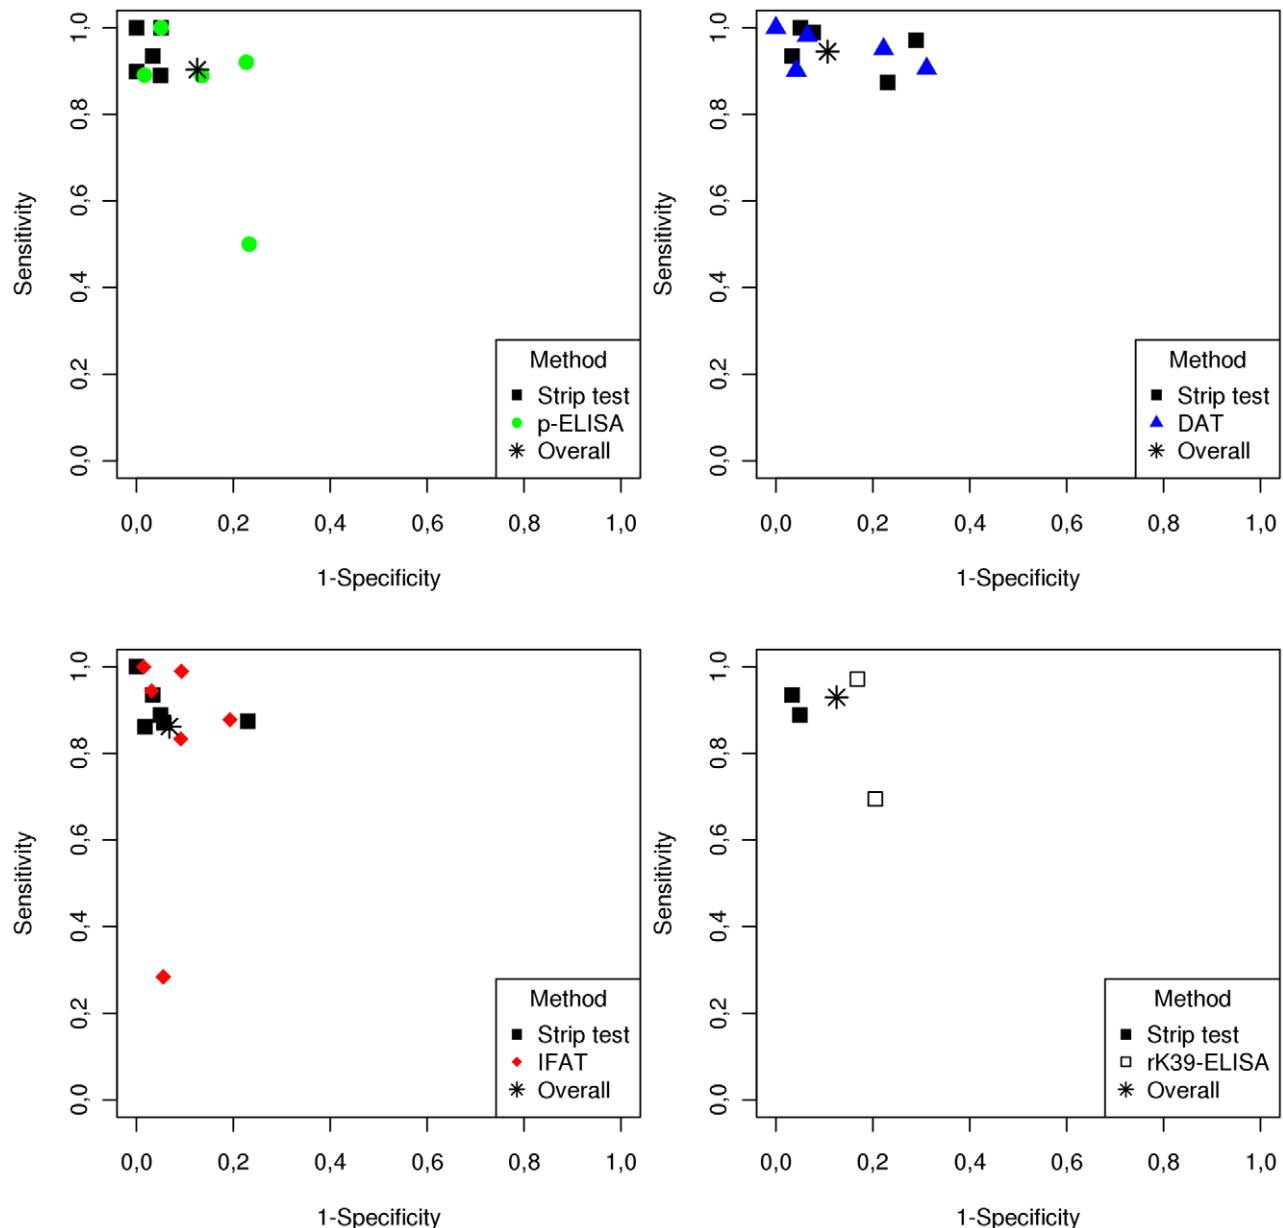 1,0
0,8
0,6
0,4
0,2
0,0
Sensitivity
Method
Strip test
p-ELISA
Overall
0,0 0,2 0,4 0,6 0,8 1,0
1-Specificity
1,0
0,8
0,6
0,4
0,2
0,0
Sensitivity
Method
Strip test
DAT
Overall
0,0 0,2 0,4 0,6 0,8 1,0
1-Specificity
1,0
0,8
0,6
0,4
0,2
0,0
Sensitivity
Method
Strip test
IFAT
Overall
0,0 0,2 0,4 0,6 0,8 1,0
1-Specificity
1,0
0,8
0,6
0,4
0,2
0,0
Sensitivity
Method
Strip test
rK39-ELISA
Overall
0,0 0,2 0,4 0,6 0,8 1,0
1-Specificity